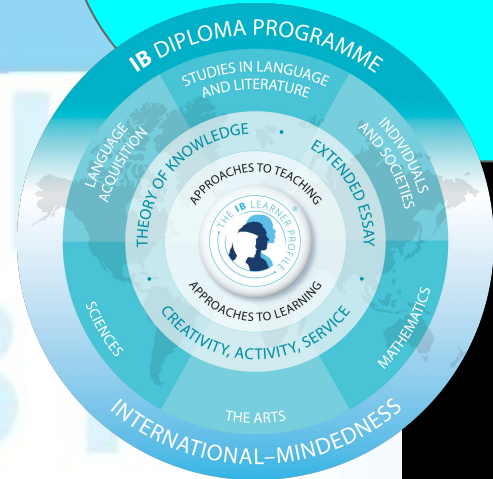 IB DIPLOMA PROGRAMME
STUDIES IN LANGUAGE
AND LITERATURE
LANGUAGE
ACQUISITION
INDIVIDUALS
AND SOCIETIES
THEORY OF KNOWLEDGE
EXTENDED ESSAY
APPROACHES TO TEACHING
THE IB LEARNER PROFILE
®
APPROACHES TO LEARNING
CREATIVITY, ACTIVITY, SERVICE
SCIENCES
MATHEMATICS
THE ARTS
INTERNATIONAL–MINDEDNESS